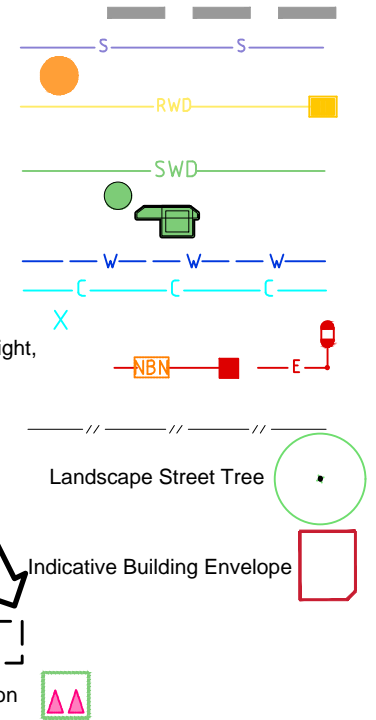 S S
RWD
SWD
W W W
C C C
X
ight,
NBN E
// // //
Landscape Street Tree
Indicative Building Envelope
on